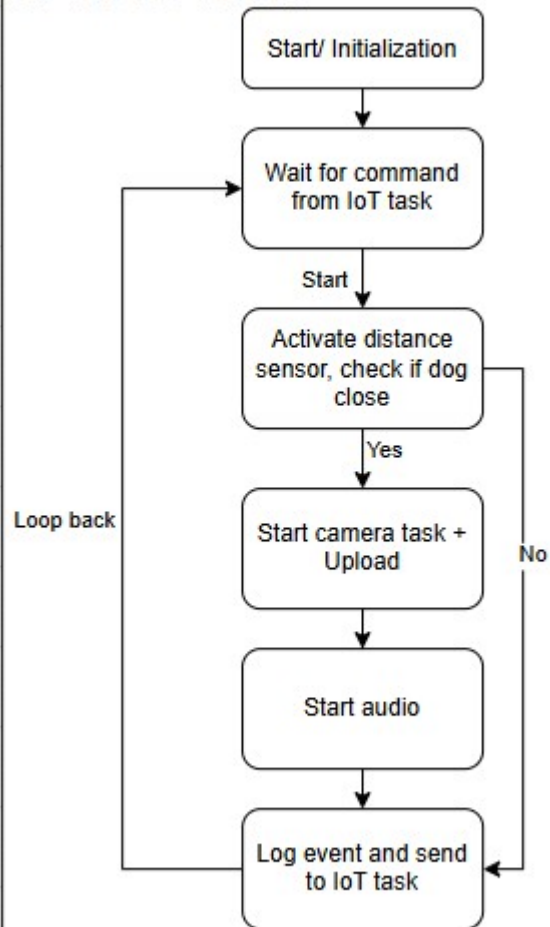 Start/ Initialization
Wait for command
from IoT task
Start
Activate distance
sensor, check if dog
close
Yes
Start camera task +
Upload
Loop back
No
Start audio
Log event and send
to IoT task